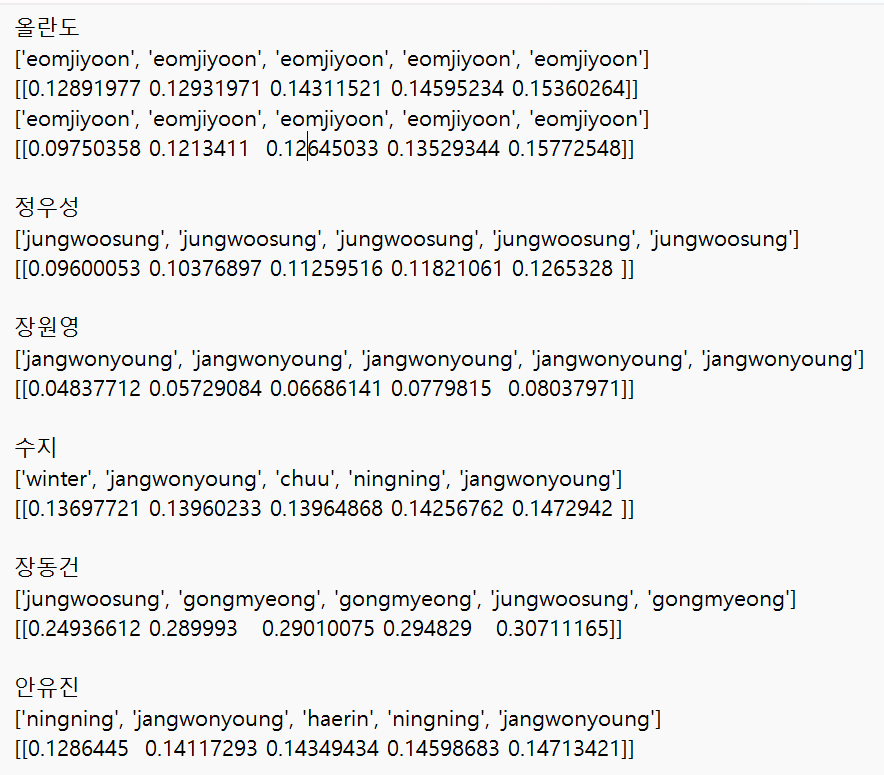 올란도
['eomjiyoon', 'eomjiyoon', 'eomjiyoon', 'eomjiyoon', 'eomjiyoon']
[[0.12891977 0.12931971 0.14311521 0.14595234 0.15360264]]
['eomjiyoon', 'eomjiyoon', 'eomjiyoon', 'eomjiyoon', 'eomjiyoon']
[[0.09750358 0.1213411  0.12645033 0.13529344 0.15772548]]
정우성
['jungwoosung', 'jungwoosung', 'jungwoosung', 'jungwoosung', 'jungwoosung']
[[0.09600053 0.10376897 0.11259516 0.11821061 0.1265328 ]]
장원영
['jangwonyoung', 'jangwonyoung', 'jangwonyoung', 'jangwonyoung', 'jangwonyoung']
[[0.04837712 0.05729084 0.06686141 0.0779815  0.08037971]]
수지
['winter', 'jangwonyoung', 'chuu', 'ningning', 'jangwonyoung']
[[0.13697721 0.13960233 0.13964868 0.14256762 0.1472942 ]]
장동건
['jungwoosung', 'gongmyeong', 'gongmyeong', 'jungwoosung', 'gongmyeong']
[[0.24936612 0.289993   0.29010075 0.294829   0.30711165]]
안유진
['ningning', 'jangwonyoung', 'haerin', 'ningning', 'jangwonyoung']
[[0.1286445  0.14117293 0.14349434 0.14598683 0.14713421]]